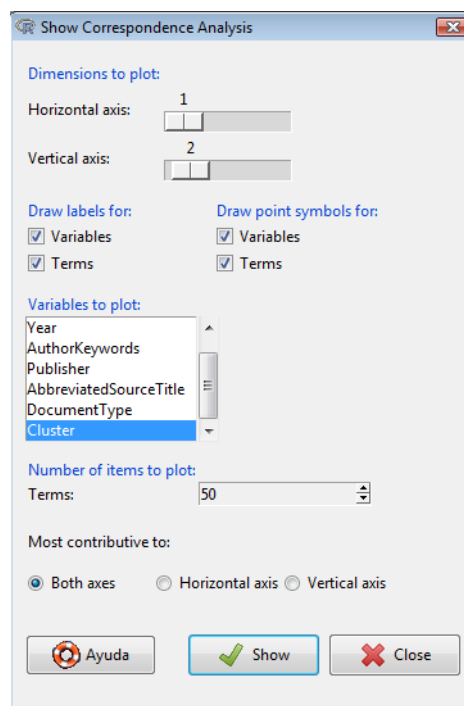 Show Correspondence Analysis
Dimensions to plot:
1
Horizontal axis:
2
Vertical axis:
Draw labels for: Draw point symbols for:
Variables Variables
Terms Terms
Variables to plot:
Year
AuthorKeywords
Publisher
AbbreviatedSourceTitle
DocumentType
Cluster
Number of items to plot:
Terms: 50
Most contributive to:
Both axes Horizontal axis Vertical axis
Ayuda Show Close